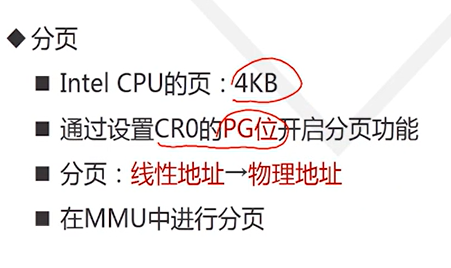 ◆ 分页
■ Intel CPU的页：4KB
■ 通过设置CR0的PG位开启分页功能
■ 分页：线性地址→物理地址
■ 在MMU中进行分页